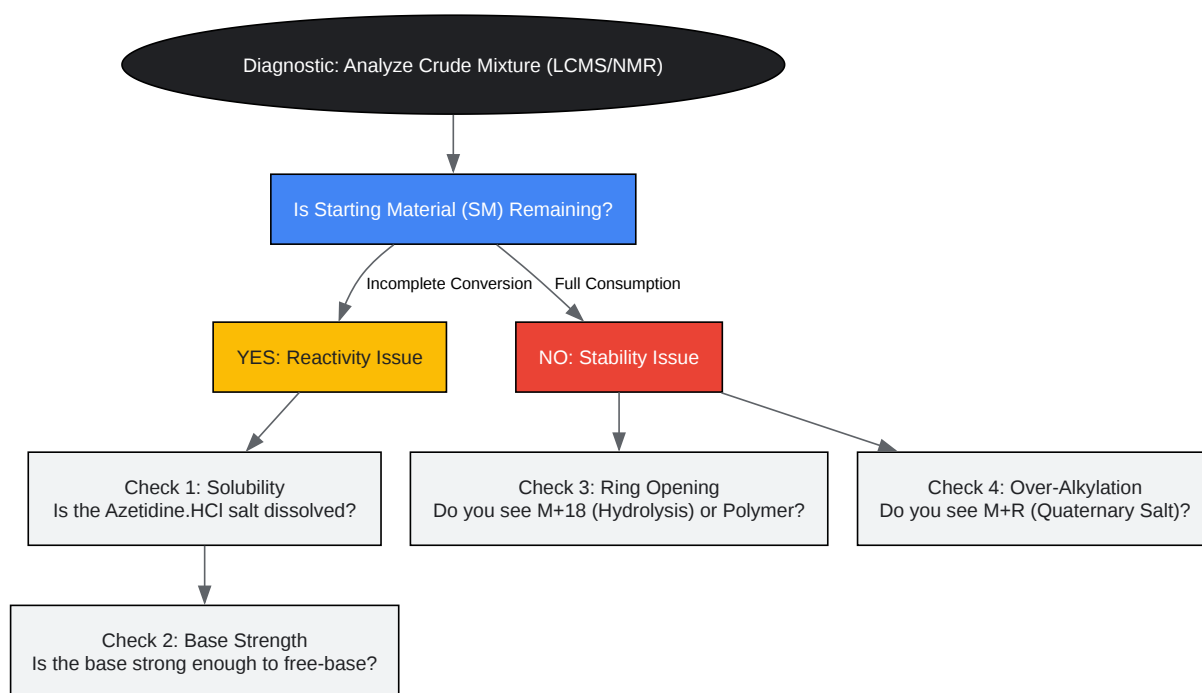 Diagnostic: Analyze Crude Mixture (LCMS/NMR)
Is Starting Material (SM) Remaining?
Incomplete Conversion
Full Consumption
YES: Reactivity Issue
NO: Stability Issue
Check 1: Solubility
Is the Azetidine.HCl salt dissolved?
Check 3: Ring Opening
Do you see M+18 (Hydrolysis) or Polymer?
Check 4: Over-Alkylation
Do you see M+R (Quaternary Salt)?
Check 2: Base Strength
Is the base strong enough to free-base?